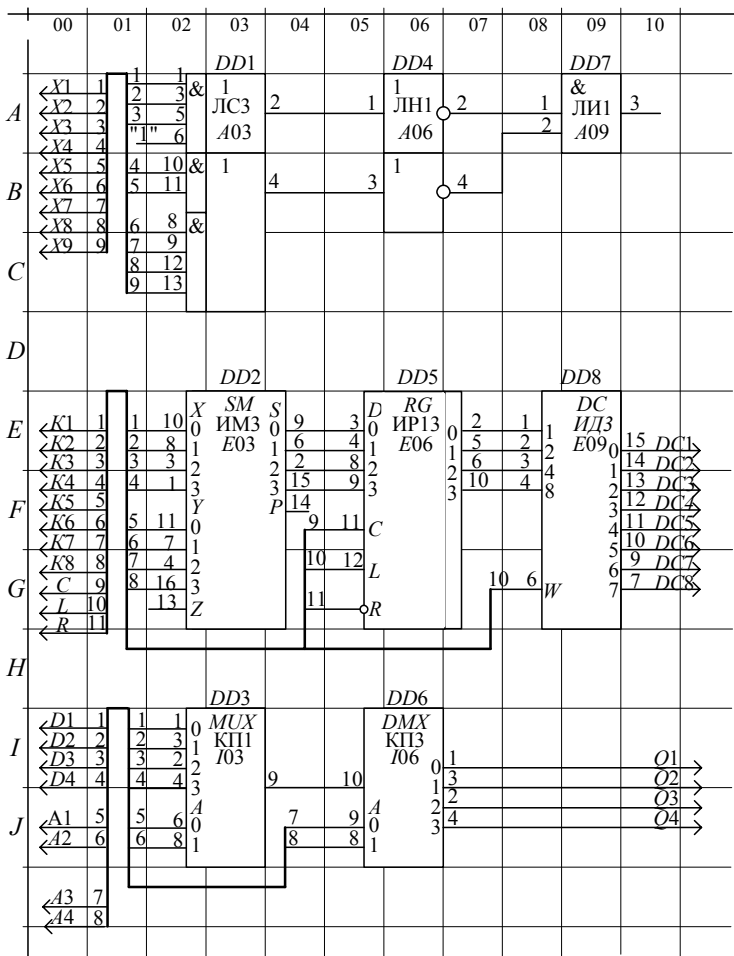 00 01 02 03 04 05 06 07 08 09 10
DD1 DD4 DD7
X1 1 1 1 & 1 1 &
X2 2 2 3 ЛС3 2 1 ЛН1 2 1 ЛИ1 3
A X3 3 3 5 A03 A06 2 A09
X4 4 "1" 6
X5 5 4 10 & 1 1
B X6 6 5 11 4 3 4
X7 7
X8 8 6 8 &
X9 9 7 9
C 8 12
9 13
D
DD2 DD5 DD8
X SM S D RG DC
E K1 1 1 10 0 ИМ3 0 9 3 0 ИР13 0 2 1 1 ИД3
K2 2 2 8 1 E03 1 6 4 1 E06 1 5 2 2 E09 0 15 DC1
K3 3 3 3 2 2 2 8 2 2 6 3 4 1 14 DC2
K4 4 4 1 3 3 15 9 3 3 10 4 8 2 13 DC3
F K5 5 Y P 14 3 12 DC4
K6 6 5 11 0 9 11 C 4 11 DC5
K7 7 6 7 1 5 10 DC6
K8 8 7 4 2 10 12 L 6 9 DC7
G C 9 8 16 3 10 6 W 7 7 DC8
L 10 13 Z 11 R
R 11
H
DD3 DD6
D1 1 1 1 0 MUX DMX
I D2 2 2 3 1 КП1 КП3
D3 3 3 2 2 I03 I06 0 1 Q1
D4 4 4 4 3 9 10 1 3 Q2
A A 2 2 Q3
J A1 5 5 6 0 7 9 0 3 4 Q4
A2 6 6 8 1 8 8 1
A3 7
A4 8